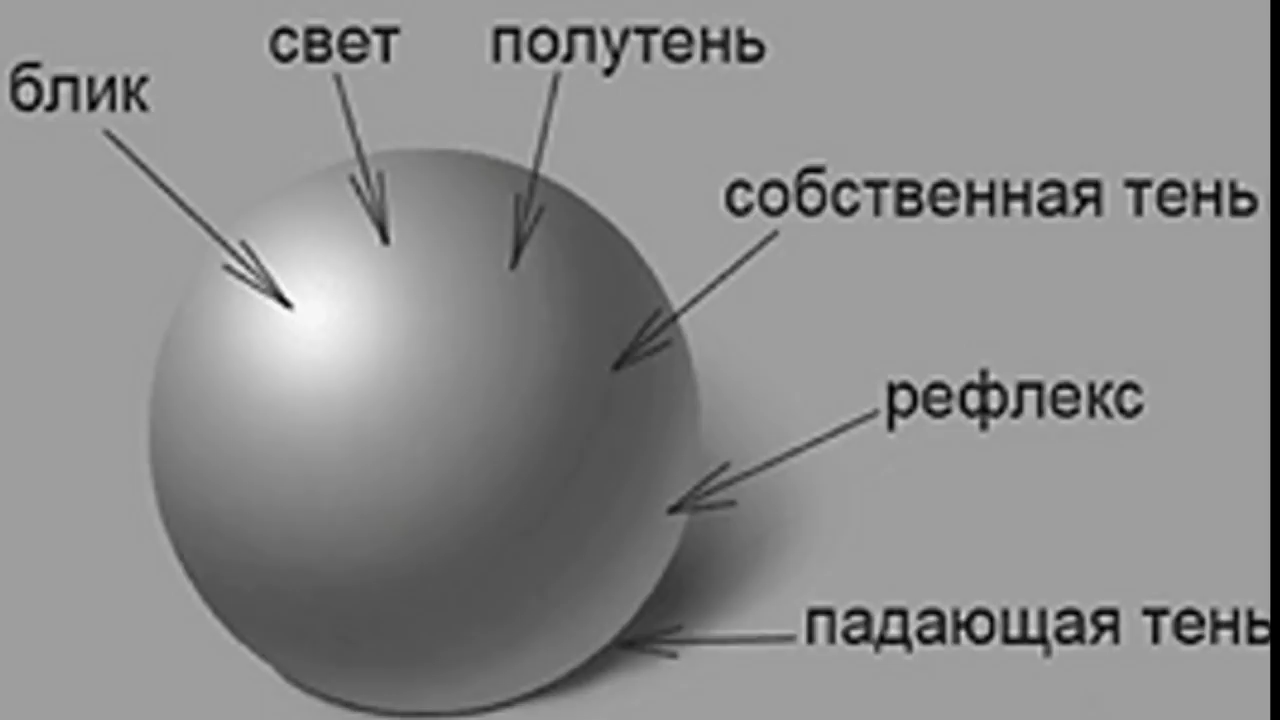 блик
свет
полутень
собственная тень
рефлекс
падающая тень